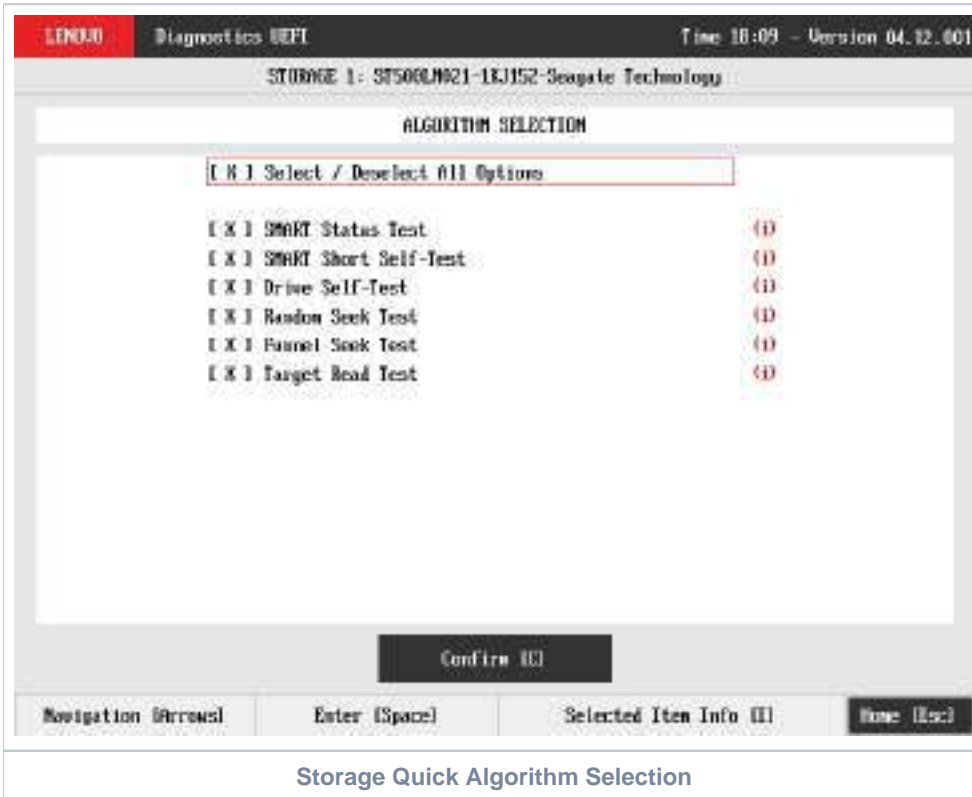 LENOVO Diagnostics UEFI Time 18:09 - Version 04.12.001
STORAGE 1: ST500LM021-1KJ152-Seagate Technology
ALGORITHM SELECTION
[ X ] Select / Deselect All Options
[ X ] SMART Status Test (i)
[ X ] SMART Short Self-Test (i)
[ X ] Drive Self-Test (i)
[ X ] Random Seek Test (i)
[ X ] Funnel Seek Test (i)
[ X ] Target Read Test (i)
Confirm [C]
Navigation [Arrows] Enter [Space] Selected Item Info [I] Home [Esc]
Storage Quick Algorithm Selection